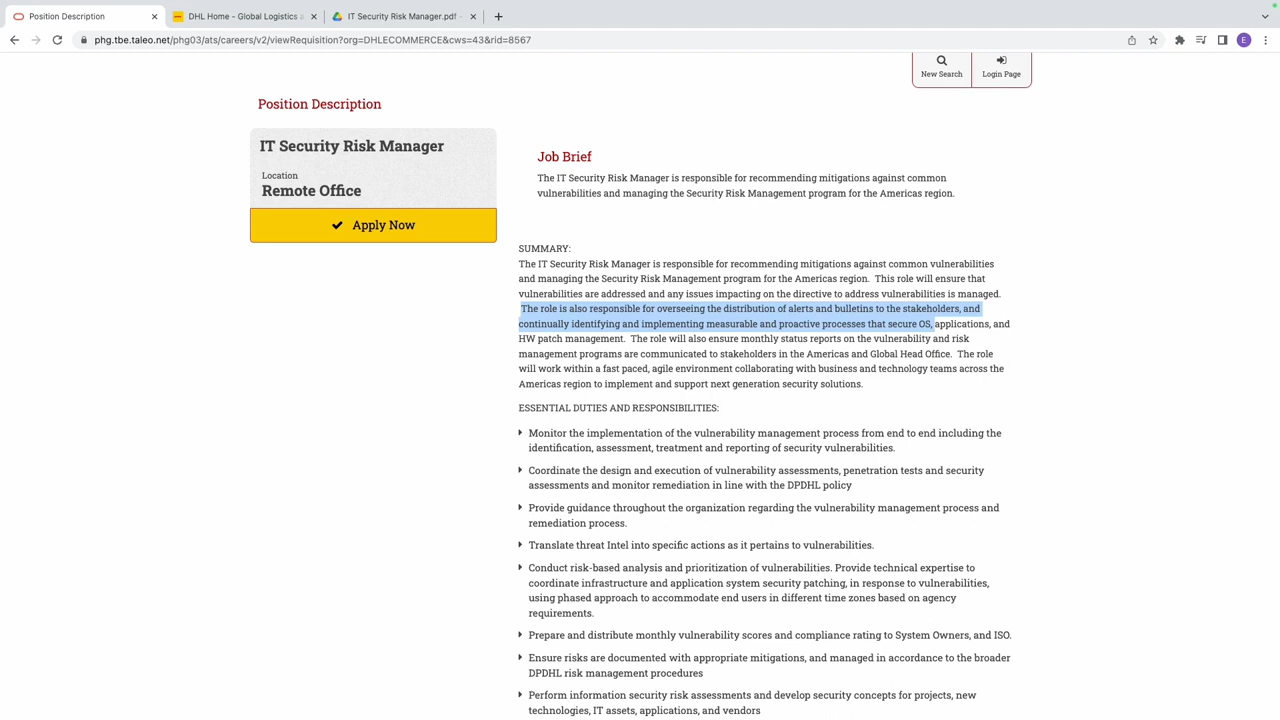 Position Description
DHL Home - Global Logistics a
IT Security Risk Manager.pdf -
phg.tbe.taleo.net/phg03/ats/careers/v2/viewRequisition?org=DHLECOMMERCE&cws=43&rid=8567
E
New Search
Login Page
Position Description
IT Security Risk Manager
Location
Remote Office
Apply Now
Job Brief
The IT Security Risk Manager is responsible for recommending mitigations against common
vulnerabilities and managing the Security Risk Management program for the Americas region.
SUMMARY:
The IT Security Risk Manager is responsible for recommending mitigations against common vulnerabilities
and managing the Security Risk Management program for the Americas region. This role will ensure that
vulnerabilities are addressed and any issues impacting on the directive to address vulnerabilities is managed.
The role is also responsible for overseeing the distribution of alerts and bulletins to the stakeholders, and
continually identifying and implementing measurable and proactive processes that secure OS, applications, and
HW patch management. The role will also ensure monthly status reports on the vulnerability and risk
management programs are communicated to stakeholders in the Americas and Global Head Office. The role
will work within a fast paced, agile environment collaborating with business and technology teams across the
Americas region to implement and support next generation security solutions.
ESSENTIAL DUTIES AND RESPONSIBILITIES:
Monitor the implementation of the vulnerability management process from end to end including the
identification, assessment, treatment and reporting of security vulnerabilities.
Coordinate the design and execution of vulnerability assessments, penetration tests and security
assessments and monitor remediation in line with the DPDHL policy
Provide guidance throughout the organization regarding the vulnerability management process and
remediation process.
Translate threat Intel into specific actions as it pertains to vulnerabilities.
Conduct risk-based analysis and prioritization of vulnerabilities. Provide technical expertise to
coordinate infrastructure and application system security patching, in response to vulnerabilities,
using phased approach to accommodate end users in different time zones based on agency
requirements.
Prepare and distribute monthly vulnerability scores and compliance rating to System Owners, and ISO.
Ensure risks are documented with appropriate mitigations, and managed in accordance to the broader
DPDHL risk management procedures
Perform information security risk assessments and develop security concepts for projects, new
technologies, IT assets, applications, and vendors